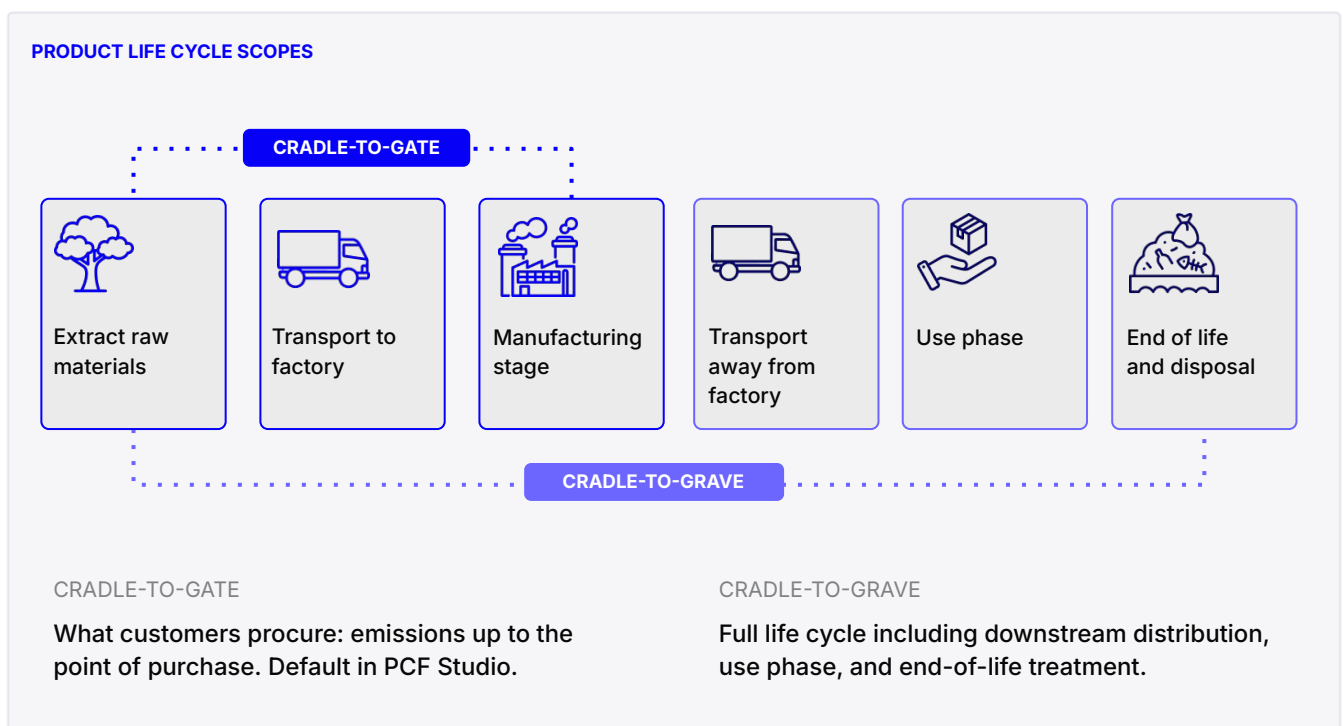 PRODUCT LIFE CYCLE SCOPES
CRADLE-TO-GATE
Extract raw
materials
Transport to
factory
Manufacturing
stage
Transport
away from
factory
Use phase
End of life
and disposal
CRADLE-TO-GRAVE
CRADLE-TO-GATE
What customers procure: emissions up to the
point of purchase. Default in PCF Studio.
CRADLE-TO-GRAVE
Full life cycle including downstream distribution,
use phase, and end-of-life treatment.